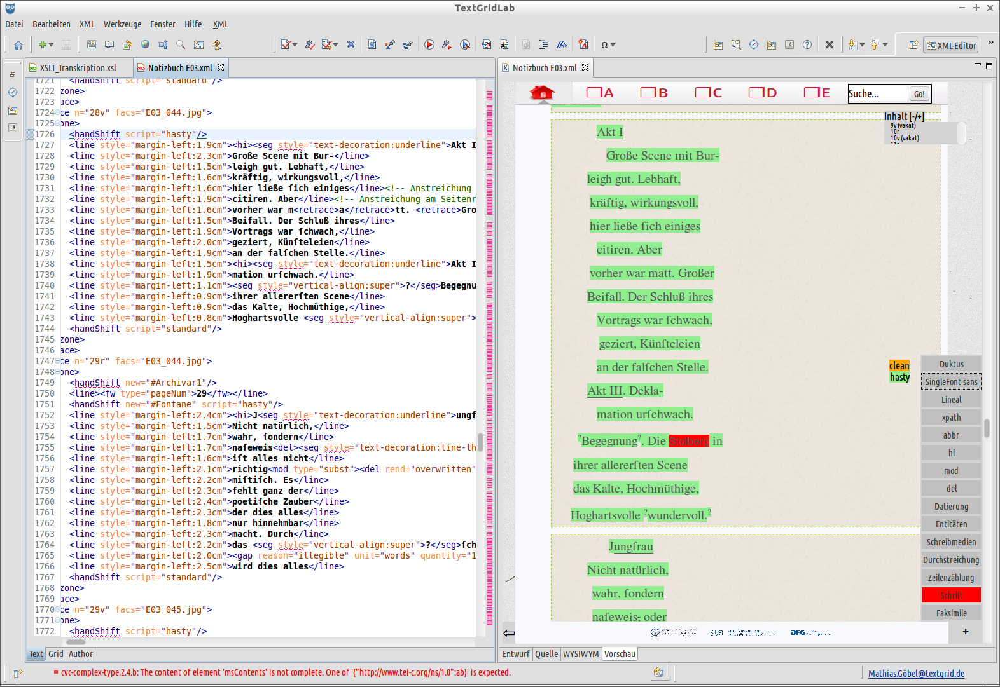 TextGridLab
Datei Bearbeiten XML Werkzeuge Fenster Hilfe XML
Ω
XML-Editor »
XSLT_Transkription.xsl Notizbuch E03.xml
1721 <handShift script="standard"/>
1722 zone>
1723 ace>
1724 ce n="28v" facs="E03_044.jpg">
1725 one>
1726 <handShift script="hasty"/>
1727 <line style="margin-left:1.9cm"><hi><seg style="text-decoration:underline">Akt I
1728 <line style="margin-left:2.3cm">Große Scene mit Bur-</line>
1729 <line style="margin-left:1.5cm">leigh gut. Lebhaft,</line>
1730 <line style="margin-left:1.6cm">kräftig, wirkungsvoll,</line>
1731 <line style="margin-left:1.6cm">hier ließe ſich einiges</line><!-- Anstreichung
1732 <line style="margin-left:1.9cm">citiren. Aber</line><!-- Anstreichung am Seitenr
1733 <line style="margin-left:1.6cm">vorher war m<retrace>a</retrace>tt. <retrace>Gro
1734 <line style="margin-left:1.5cm">Beifall. Der Schluß ihres</line>
1735 <line style="margin-left:1.9cm">Vortrags war ſchwach,</line>
1736 <line style="margin-left:2.0cm">geziert, Künſteleien</line>
1737 <line style="margin-left:1.9cm">an der falſchen Stelle.</line>
1738 <line style="margin-left:1.5cm"><hi><seg style="text-decoration:underline">Akt I
1739 <line style="margin-left:1.9cm">mation urſchwach.</line>
1740 <line style="margin-left:1.1cm"><seg style="vertical-align:super">?</seg>Begegnu
1741 <line style="margin-left:0.9cm">ihrer allererſten Scene</line>
1742 <line style="margin-left:0.9cm">das Kalte, Hochmüthige,</line>
1743 <line style="margin-left:0.8cm">Hoghartsvolle <seg style="vertical-align:super">
1744 <handShift script="standard"/>
1745 zone>
1746 ace>
1747 ce n="29r" facs="E03_044.jpg">
1748 one>
1749 <handShift new="#Archivar1"/>
1750 <line><fw type="pageNum">29</fw></line>
1751 <handShift new="#Fontane" script="hasty"/>
1752 <line style="margin-left:2.4cm"><hi>J<seg style="text-decoration:underline">ungf
1753 <line style="margin-left:1.5cm">Nicht natürlich,</line>
1754 <line style="margin-left:1.7cm">wahr, ſondern</line>
1755 <line style="margin-left:1.7cm">naſeweis<del><seg style="text-decoration:line-th
1756 <line style="margin-left:1.6cm">iſt alles nicht</line>
1757 <line style="margin-left:2.1cm">richtig<mod type="subst"><del rend="overwritten"
1758 <line style="margin-left:2.2cm">miſtiſch. Es</line>
1759 <line style="margin-left:2.3cm">fehlt ganz der</line>
1760 <line style="margin-left:2.4cm">poetiſche Zauber</line>
1761 <line style="margin-left:2.3cm">der dies alles</line>
1762 <line style="margin-left:1.8cm">nur hinnehmbar</line>
1763 <line style="margin-left:2.3cm">macht. Durch</line>
1764 <line style="margin-left:2.2cm">das <seg style="vertical-align:super">?</seg>ſch
1765 <line style="margin-left:2.0cm"><gap reason="illegible" unit="words" quantity="1
1766 <line style="margin-left:2.5cm">wird dies alles</line>
1767 <handShift script="standard"/>
1768 zone>
1769 ace>
1770 ce n="29v" facs="E03_045.jpg">
1771 one>
1772 <handShift script="hasty"/>
Text Grid Author
Notizbuch E03.xml
A B C D E Suche... Go!
Inhalt [-/+]
9v (vakat)
10r
10v (vakat)
11r
Akt I
Große Scene mit Bur-
leigh gut. Lebhaft,
kräftig, wirkungsvoll,
hier ließe ſich einiges
citiren. Aber
vorher war matt. Großer
Beifall. Der Schluß ihres
Vortrags war ſchwach,
geziert, Künſteleien
an der falſchen Stelle.
Akt III. Dekla-
mation urſchwach.
?Begegnung?. Die Stolberg in
ihrer allererſten Scene
das Kalte, Hochmüthige,
Hoghartsvolle ?wundervoll.?
Jungfrau
Nicht natürlich,
wahr, ſondern
naſeweis, oder
clean
hasty
Duktus
SingleFont sans
Lineal
xpath
abbr
hi
mod
del
Datierung
Entitäten
Schreibmedien
Durchstreichung
Zeilenzählung
Schrift
Faksimile
SUB
DFG
+
Entwurf Quelle WYSIWYM Vorschau
cvc-complex-type.2.4.b: The content of element 'msContents' is not complete. One of '{"http://www.tei-c.org/ns/1.0":ab}' is expected.
Mathias.Göbel@textgrid.de